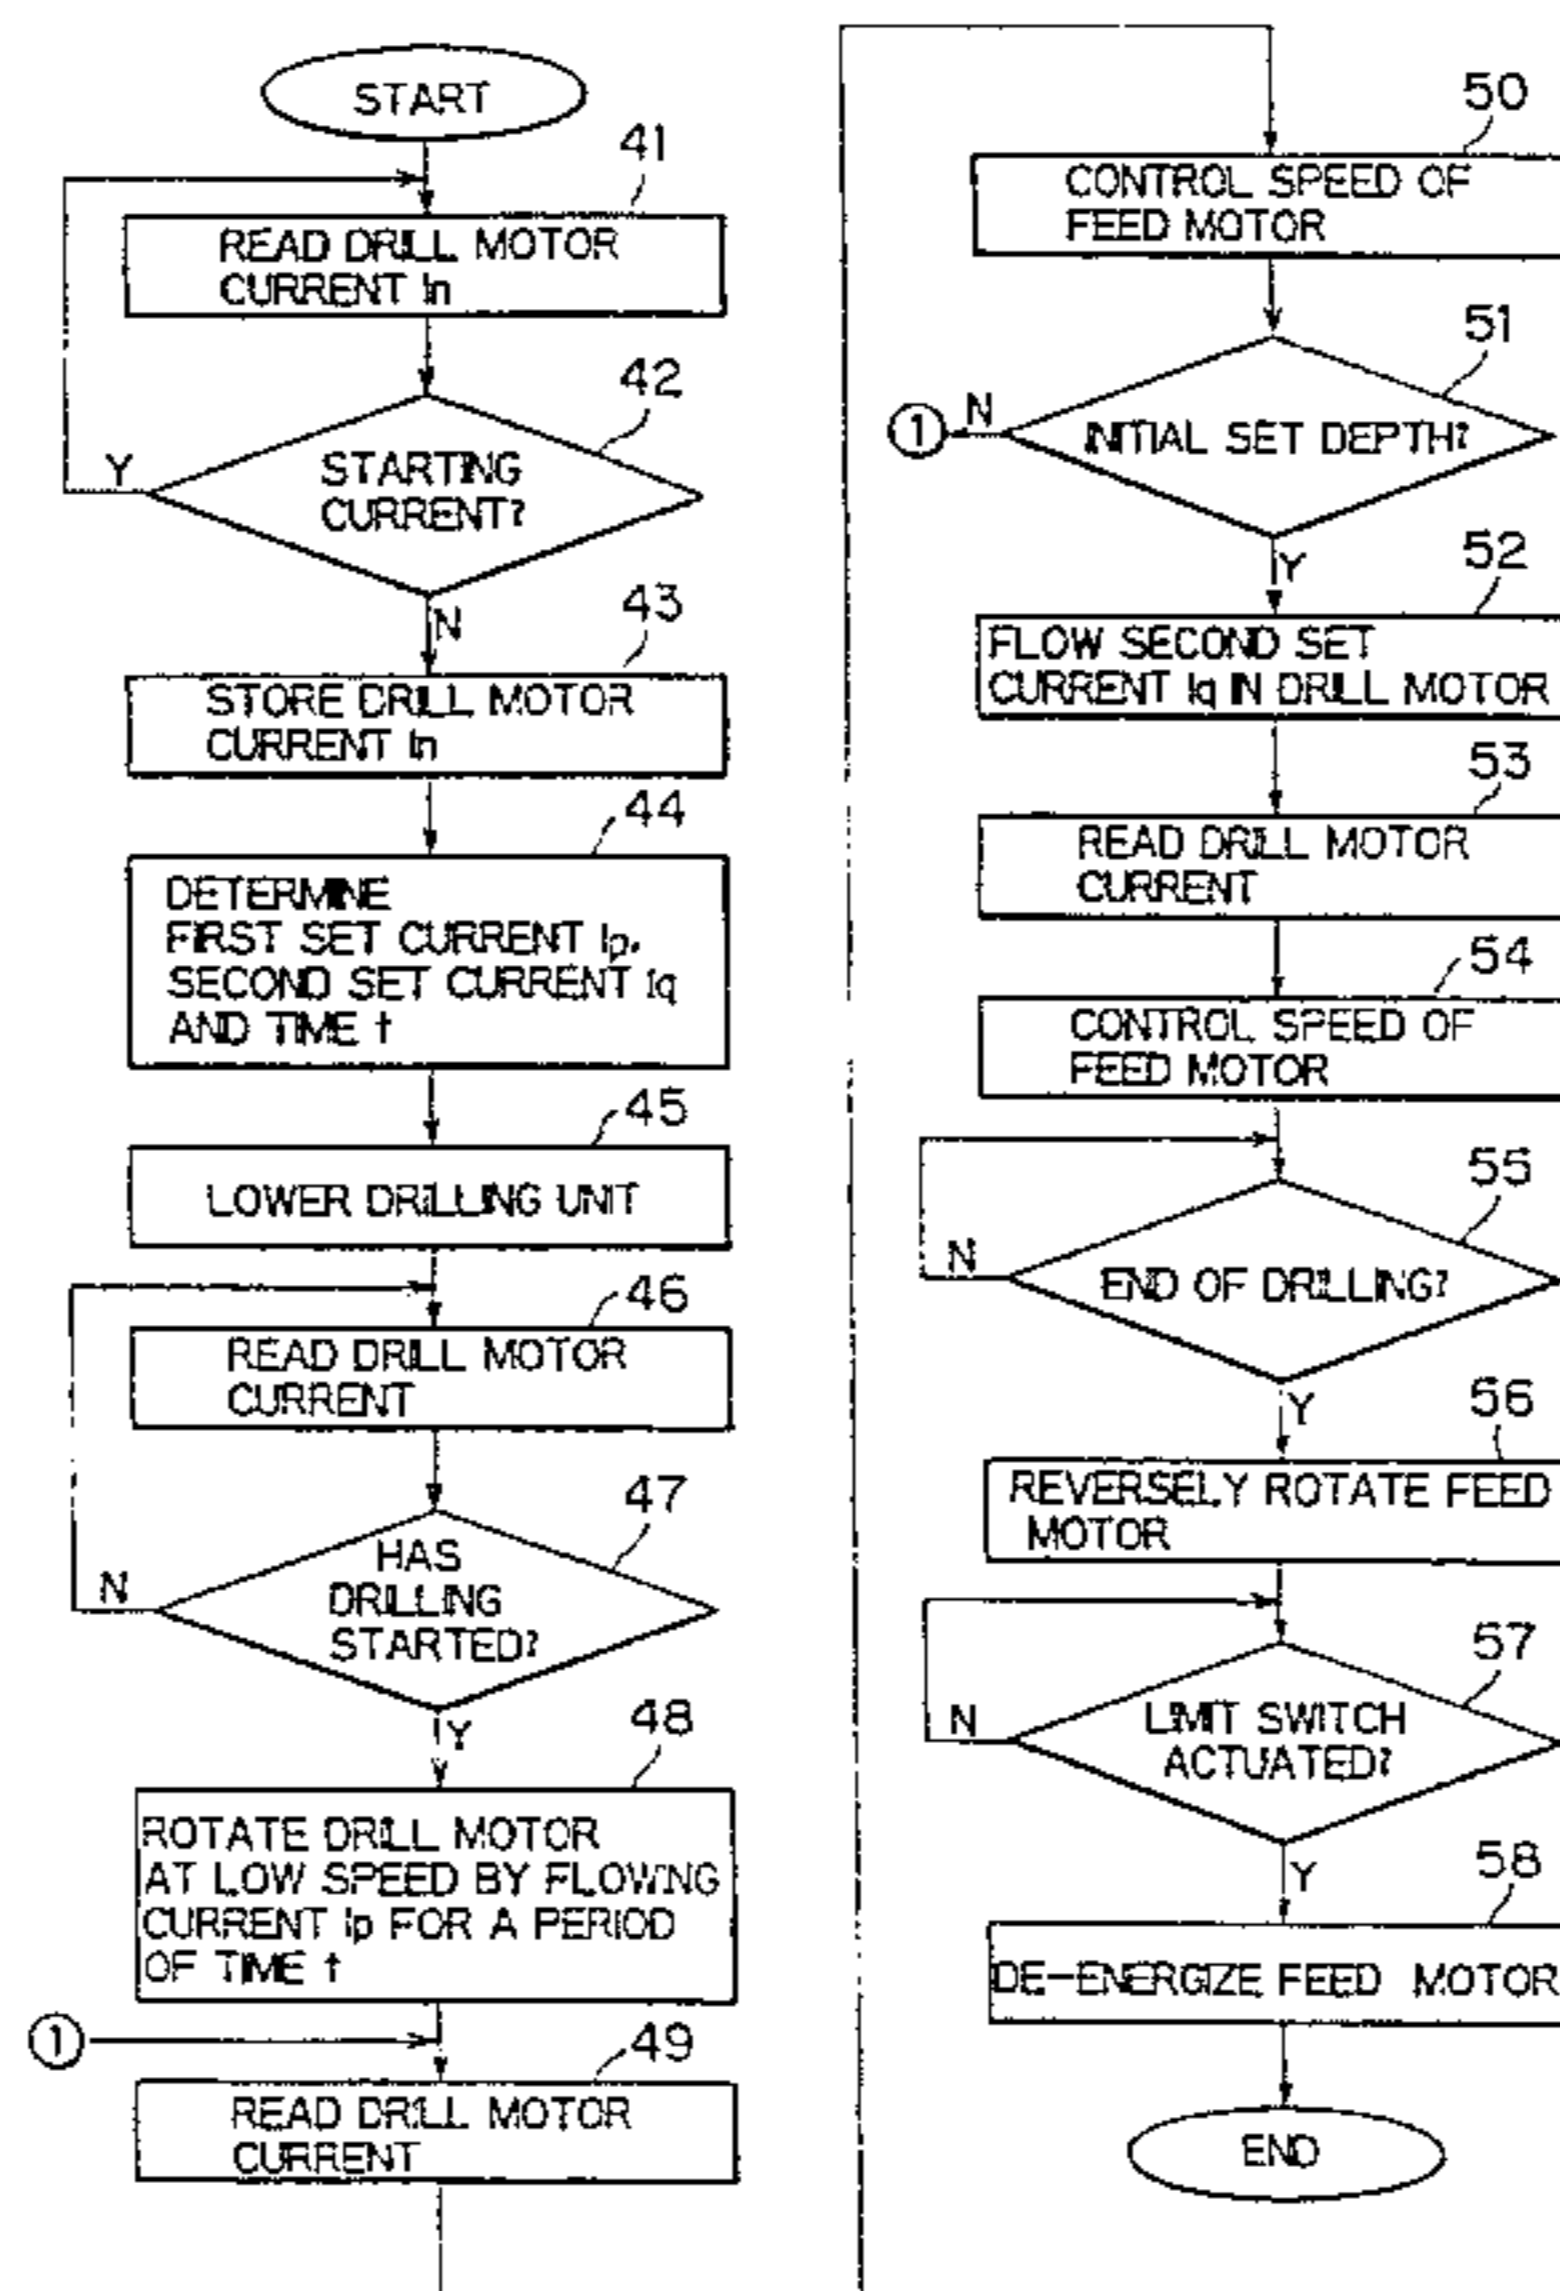 START
41
READ DRILL MOTOR
CURRENT In
42
STARTING
CURRENT?
Y
N
43
STORE DRILL MOTOR
CURRENT In
44
DETERMINE
FIRST SET CURRENT Ip,
SECOND SET CURRENT Iq
AND TIME t
45
LOWER DRILLING UNIT
46
READ DRILL MOTOR
CURRENT
47
HAS
DRILLING
STARTED?
N
Y
48
ROTATE DRILL MOTOR
AT LOW SPEED BY FLOWING
CURRENT Ip FOR A PERIOD
OF TIME t
1
49
READ DRILL MOTOR
CURRENT
50
CONTROL SPEED OF
FEED MOTOR
51
1
N
INITIAL SET DEPTH?
Y
52
FLOW SECOND SET
CURRENT Iq IN DRILL MOTOR
53
READ DRILL MOTOR
CURRENT
54
CONTROL SPEED OF
FEED MOTOR
55
N
END OF DRILLING?
Y
56
REVERSELY ROTATE FEED
MOTOR
57
N
LIMIT SWITCH
ACTUATED?
Y
58
DE-ENERGIZE FEED MOTOR
END